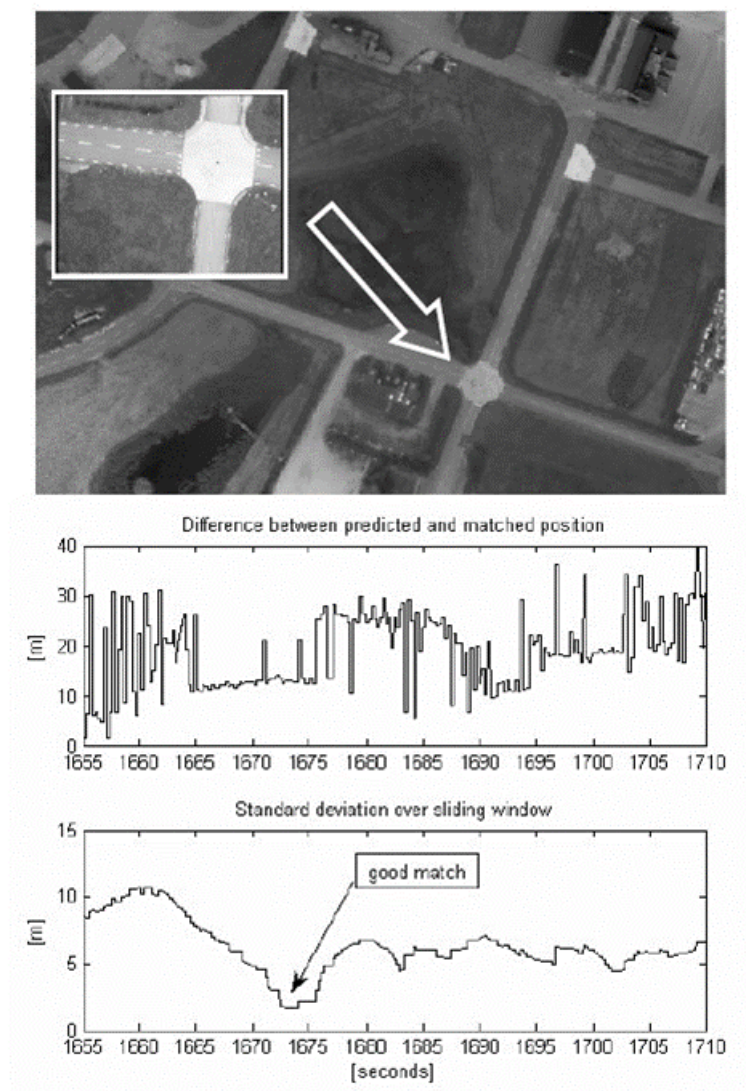 Difference between predicted and matched position
40
30
20
10
0
[m]
1655 1660 1665 1670 1675 1680 1685 1690 1695 1700 1705 1710
Standard deviation over sliding window
15
10
5
0
[m]
good match
1655 1660 1665 1670 1675 1680 1685 1690 1695 1700 1705 1710
[seconds]